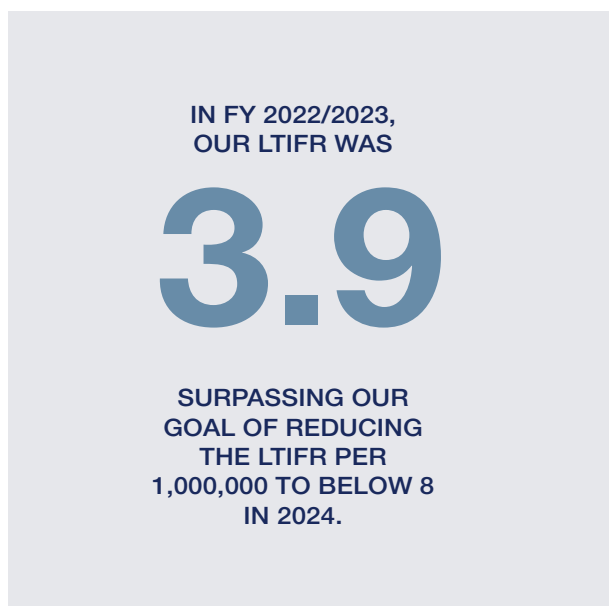 IN FY 2022/2023,
OUR LTIFR WAS
3.9
SURPASSING OUR
GOAL OF REDUCING
THE LTIFR PER
1,000,000 TO BELOW 8
IN 2024.